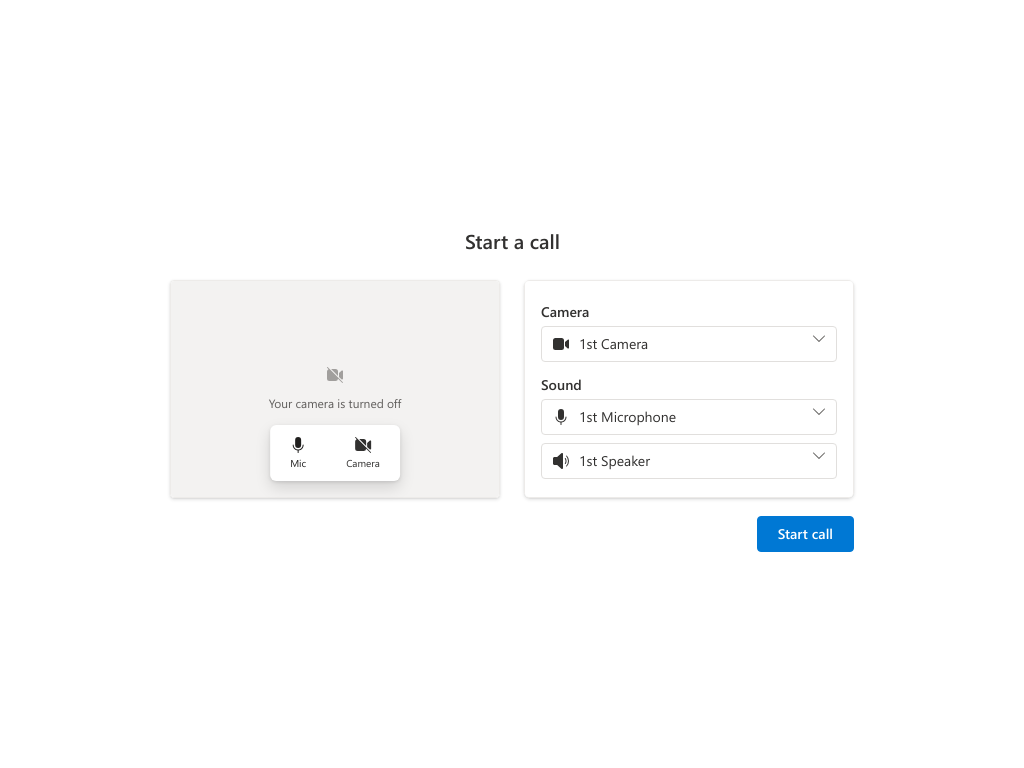 Start a call
Your camera is turned off
Mic
Camera
Camera
1st Camera
Sound
1st Microphone
1st Speaker
Start call